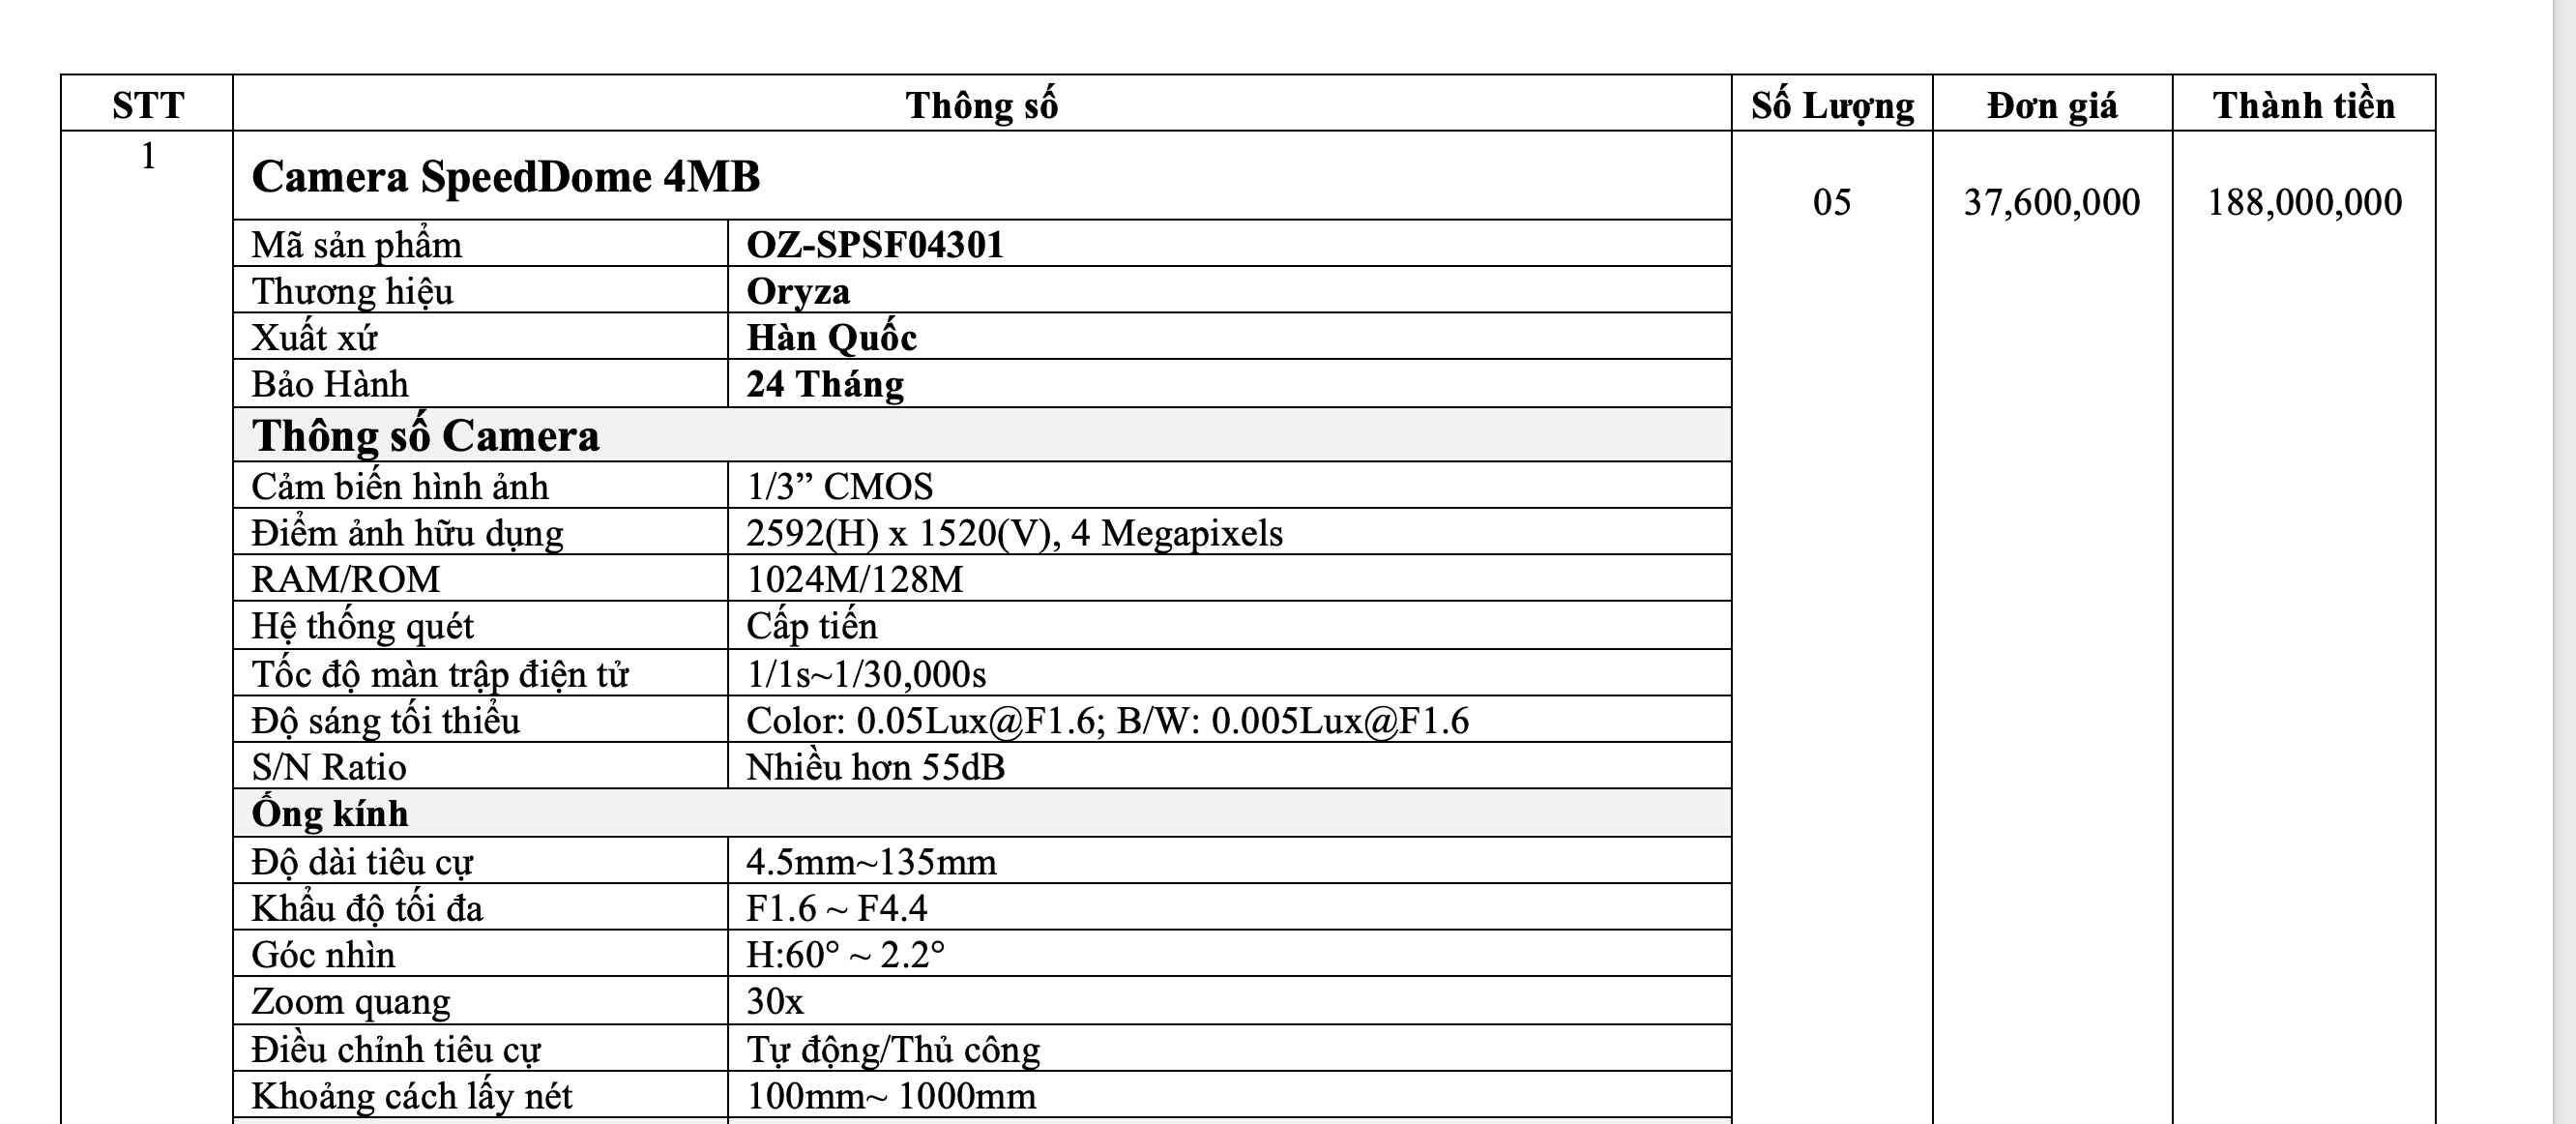 STT Thông số Số Lượng Đơn giá Thành tiền
1 Camera SpeedDome 4MB 05 37,600,000 188,000,000
Mã sản phẩm OZ-SPSF04301
Thương hiệu Oryza
Xuất xứ Hàn Quốc
Bảo Hành 24 Tháng
Thông số Camera
Cảm biến hình ảnh 1/3” CMOS
Điểm ảnh hữu dụng 2592(H) x 1520(V), 4 Megapixels
RAM/ROM 1024M/128M
Hệ thống quét Cấp tiến
Tốc độ màn trập điện tử 1/1s~1/30,000s
Độ sáng tối thiểu Color: 0.05Lux@F1.6; B/W: 0.005Lux@F1.6
S/N Ratio Nhiều hơn 55dB
Ống kính
Độ dài tiêu cự 4.5mm~135mm
Khẩu độ tối đa F1.6 ~ F4.4
Góc nhìn H:60° ~ 2.2°
Zoom quang 30x
Điều chỉnh tiêu cự Tự động/Thủ công
Khoảng cách lấy nét 100mm~ 1000mm